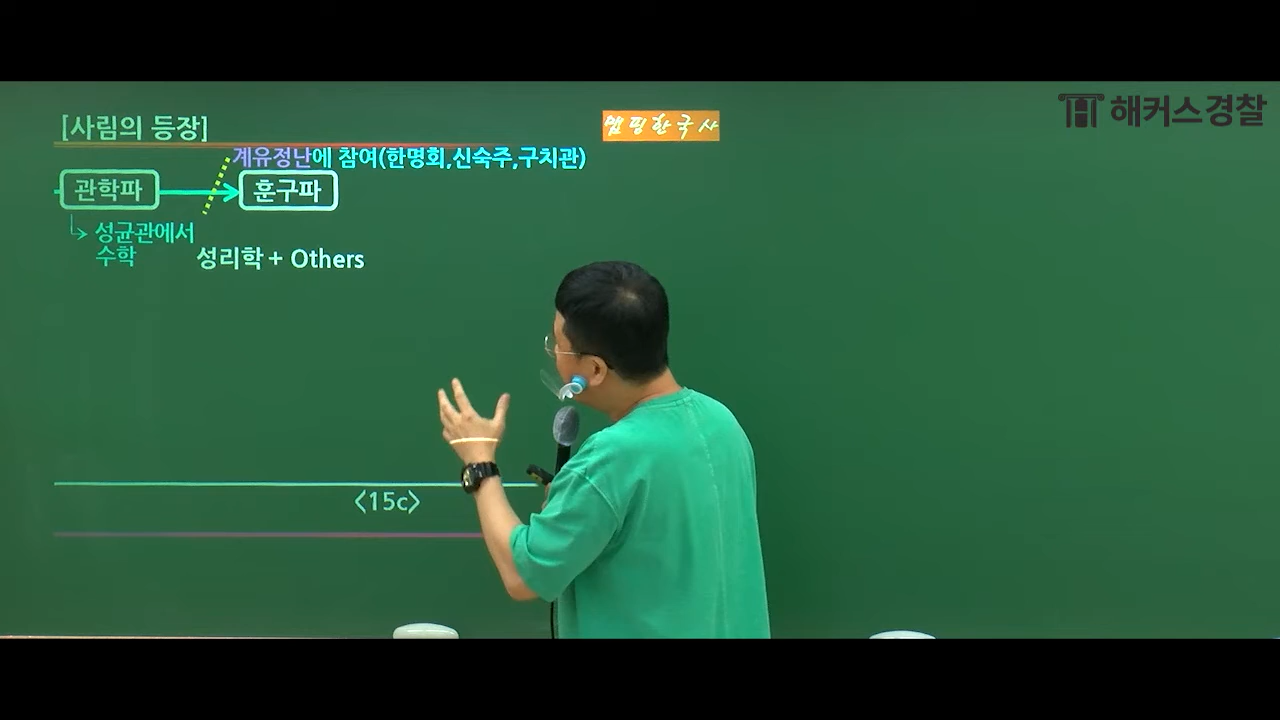 해커스경찰
[사림의 등장]
맵핑한국사
계유정난에 참여(한명회,신숙주,구치관)
관학파
훈구파
성균관에서
수학
성리학 + Others
<15c>